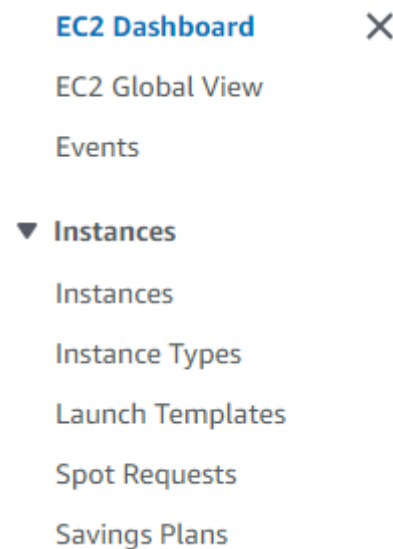 EC2 Dashboard
EC2 Global View
Events
Instances
Instances
Instance Types
Launch Templates
Spot Requests
Savings Plans